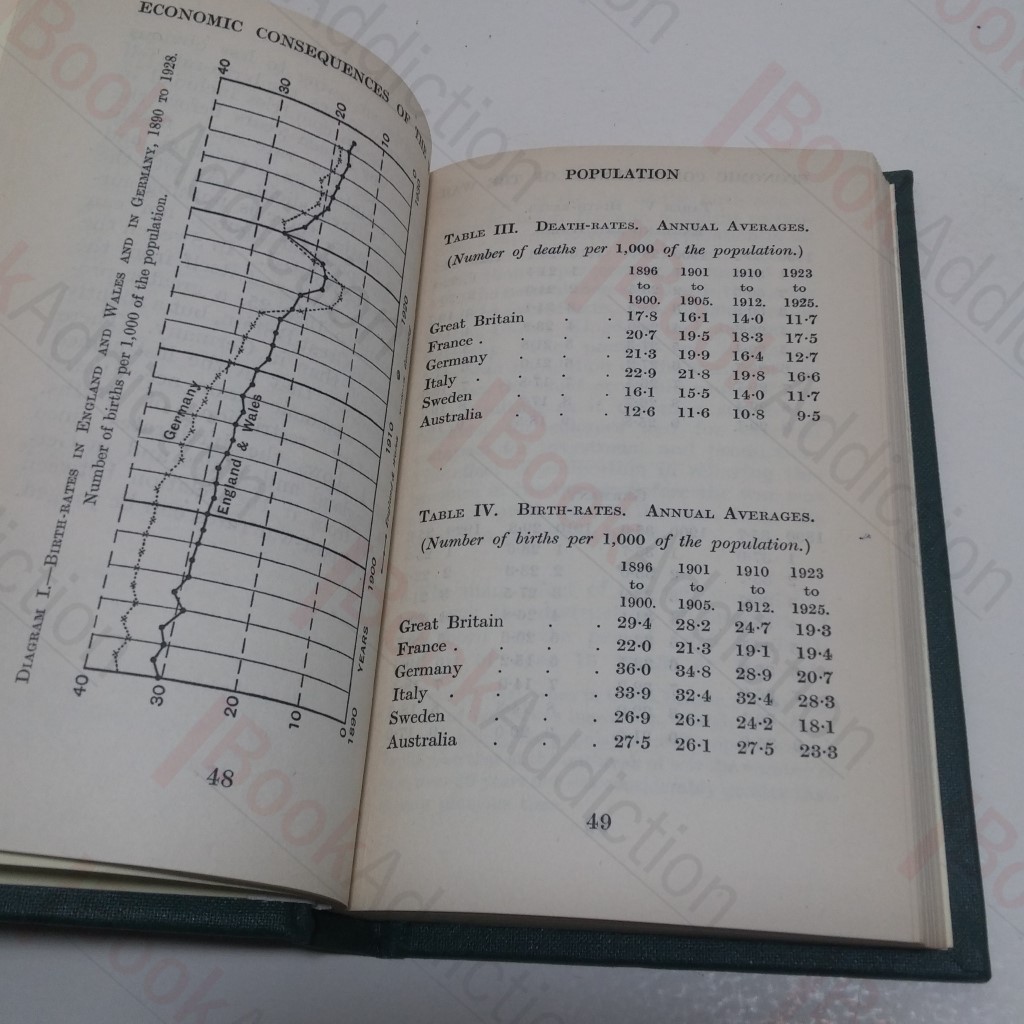 ECONOMIC CONSEQUENCES OF THE
DIAGRAM I.—BIRTH-RATES IN ENGLAND AND WALES AND IN GERMANY, 1890 TO 1928.
Number of births per 1,000 of the population.
40
30
20
10
0
Germany
England & Wales
40
30
20
10
0
1890
YEARS
1900
1910
1920
48
POPULATION
TABLE III. DEATH-RATES. ANNUAL AVERAGES.
(Number of deaths per 1,000 of the population.)
1896 1901 1910 1923
to to to to
1900. 1905. 1912. 1925.
Great Britain . . 17·8 16·1 14·0 11·7
France . . . . 20·7 19·5 18·3 17·5
Germany . . . 21·3 19·9 16·4 12·7
Italy . . . . 22·9 21·8 19·8 16·6
Sweden . . . 16·1 15·5 14·0 11·7
Australia . . . 12·6 11·6 10·8 9·5
TABLE IV. BIRTH-RATES. ANNUAL AVERAGES.
(Number of births per 1,000 of the population.)
1896 1901 1910 1923
to to to to
1900. 1905. 1912. 1925.
Great Britain . . 29·4 28·2 24·7 19·3
France . . . . 22·0 21·3 19·1 19·4
Germany . . . 36·0 34·8 28·9 20·7
Italy . . . . 33·9 32·4 32·4 28·3
Sweden . . . 26·9 26·1 24·2 18·1
Australia . . . 27·5 26·1 27·5 23·3
49
BookAddiction